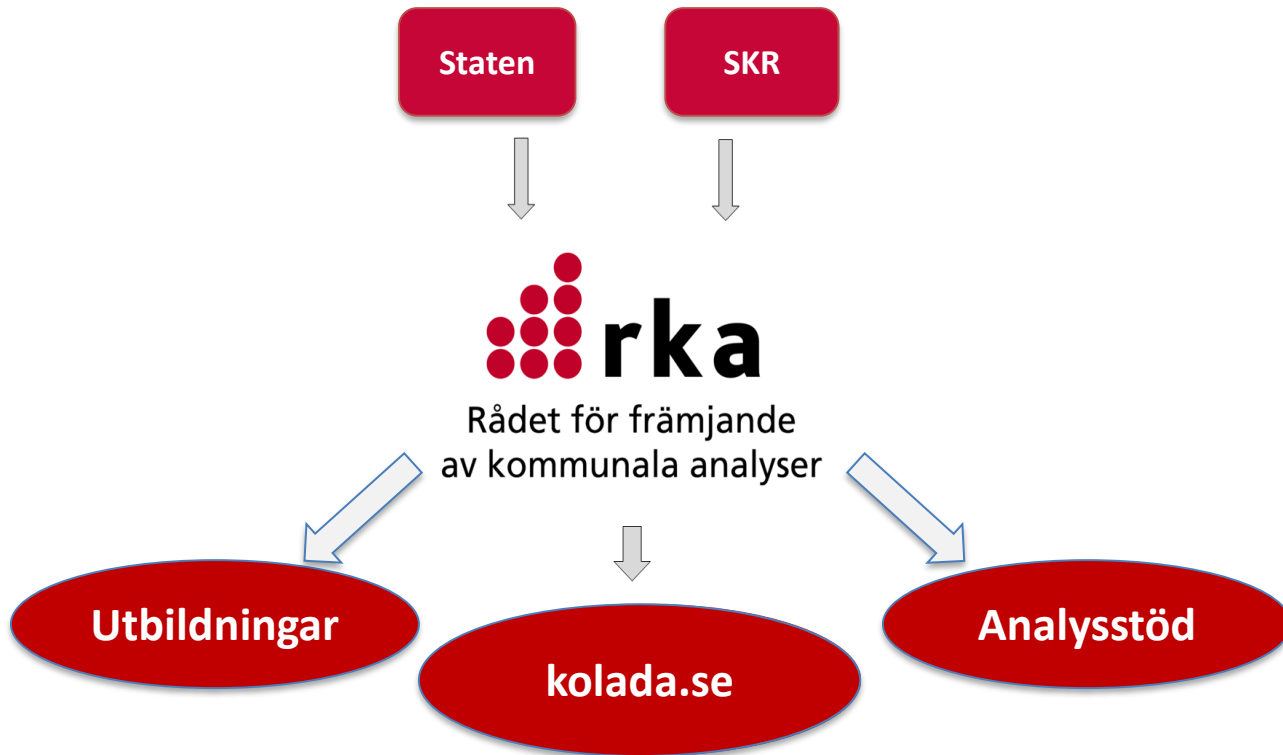 Staten
SKR
rka
Rådet för främjande
av kommunala analyser
Utbildningar
kolada.se
Analysstöd